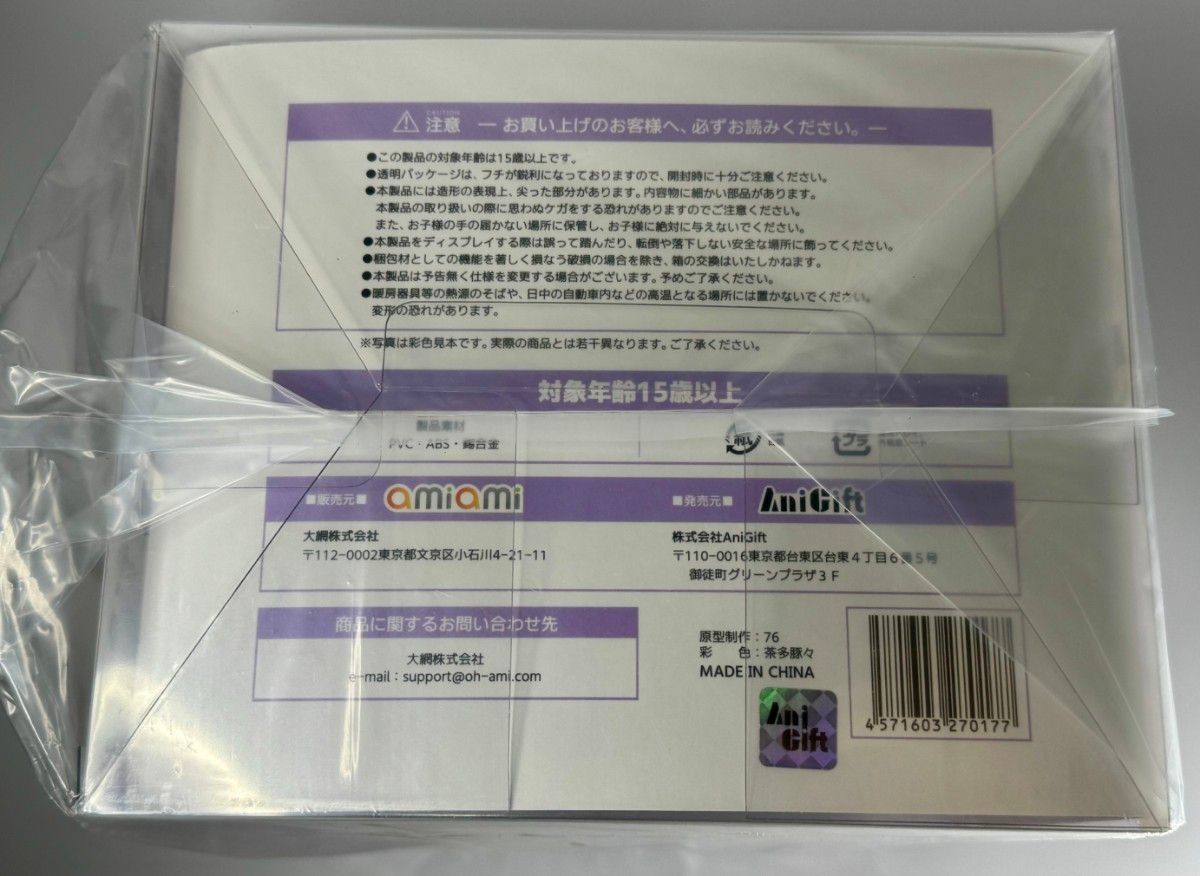 CAUTION
注意 ― お買い上げのお客様へ、必ずお読みください。―
●この製品の対象年齢は15歳以上です。
●透明パッケージは、フチが鋭利になっておりますので、開封時に十分ご注意ください。
●本製品には造形の表現上、尖った部分があります。内容物に細かい部品があります。
本製品の取り扱いの際に思わぬケガをする恐れがありますのでご注意ください。
また、お子様の手の届かない場所に保管し、お子様に絶対に与えないでください。
●本製品をディスプレイする際は誤って踏んだり、転倒や落下しない安全な場所に飾ってください。
●梱包材としての機能を著しく損なう破損の場合を除き、箱の交換はいたしかねます。
●本製品は予告無く仕様を変更する場合がございます。予めご了承ください。
●暖房器具等の熱源のそばや、日中の自動車内などの高温となる場所には置かないでください。
変形の恐れがあります。
※写真は彩色見本です。実際の商品とは若干異なります。ご了承ください。
対象年齢15歳以上
製品素材
PVC・ABS・錫合金
紙
プラ
■販売元■ amiami
大網株式会社
〒112-0002東京都文京区小石川4-21-11
■発売元■ AniGift
株式会社AniGift
〒110-0016東京都台東区台東4丁目6番5号
御徒町グリーンプラザ3F
商品に関するお問い合わせ先
大網株式会社
e-mail：support@oh-ami.com
原型制作：76
彩　色：茶多豚々
MADE IN CHINA
Ani
Gift
4 571603 270177